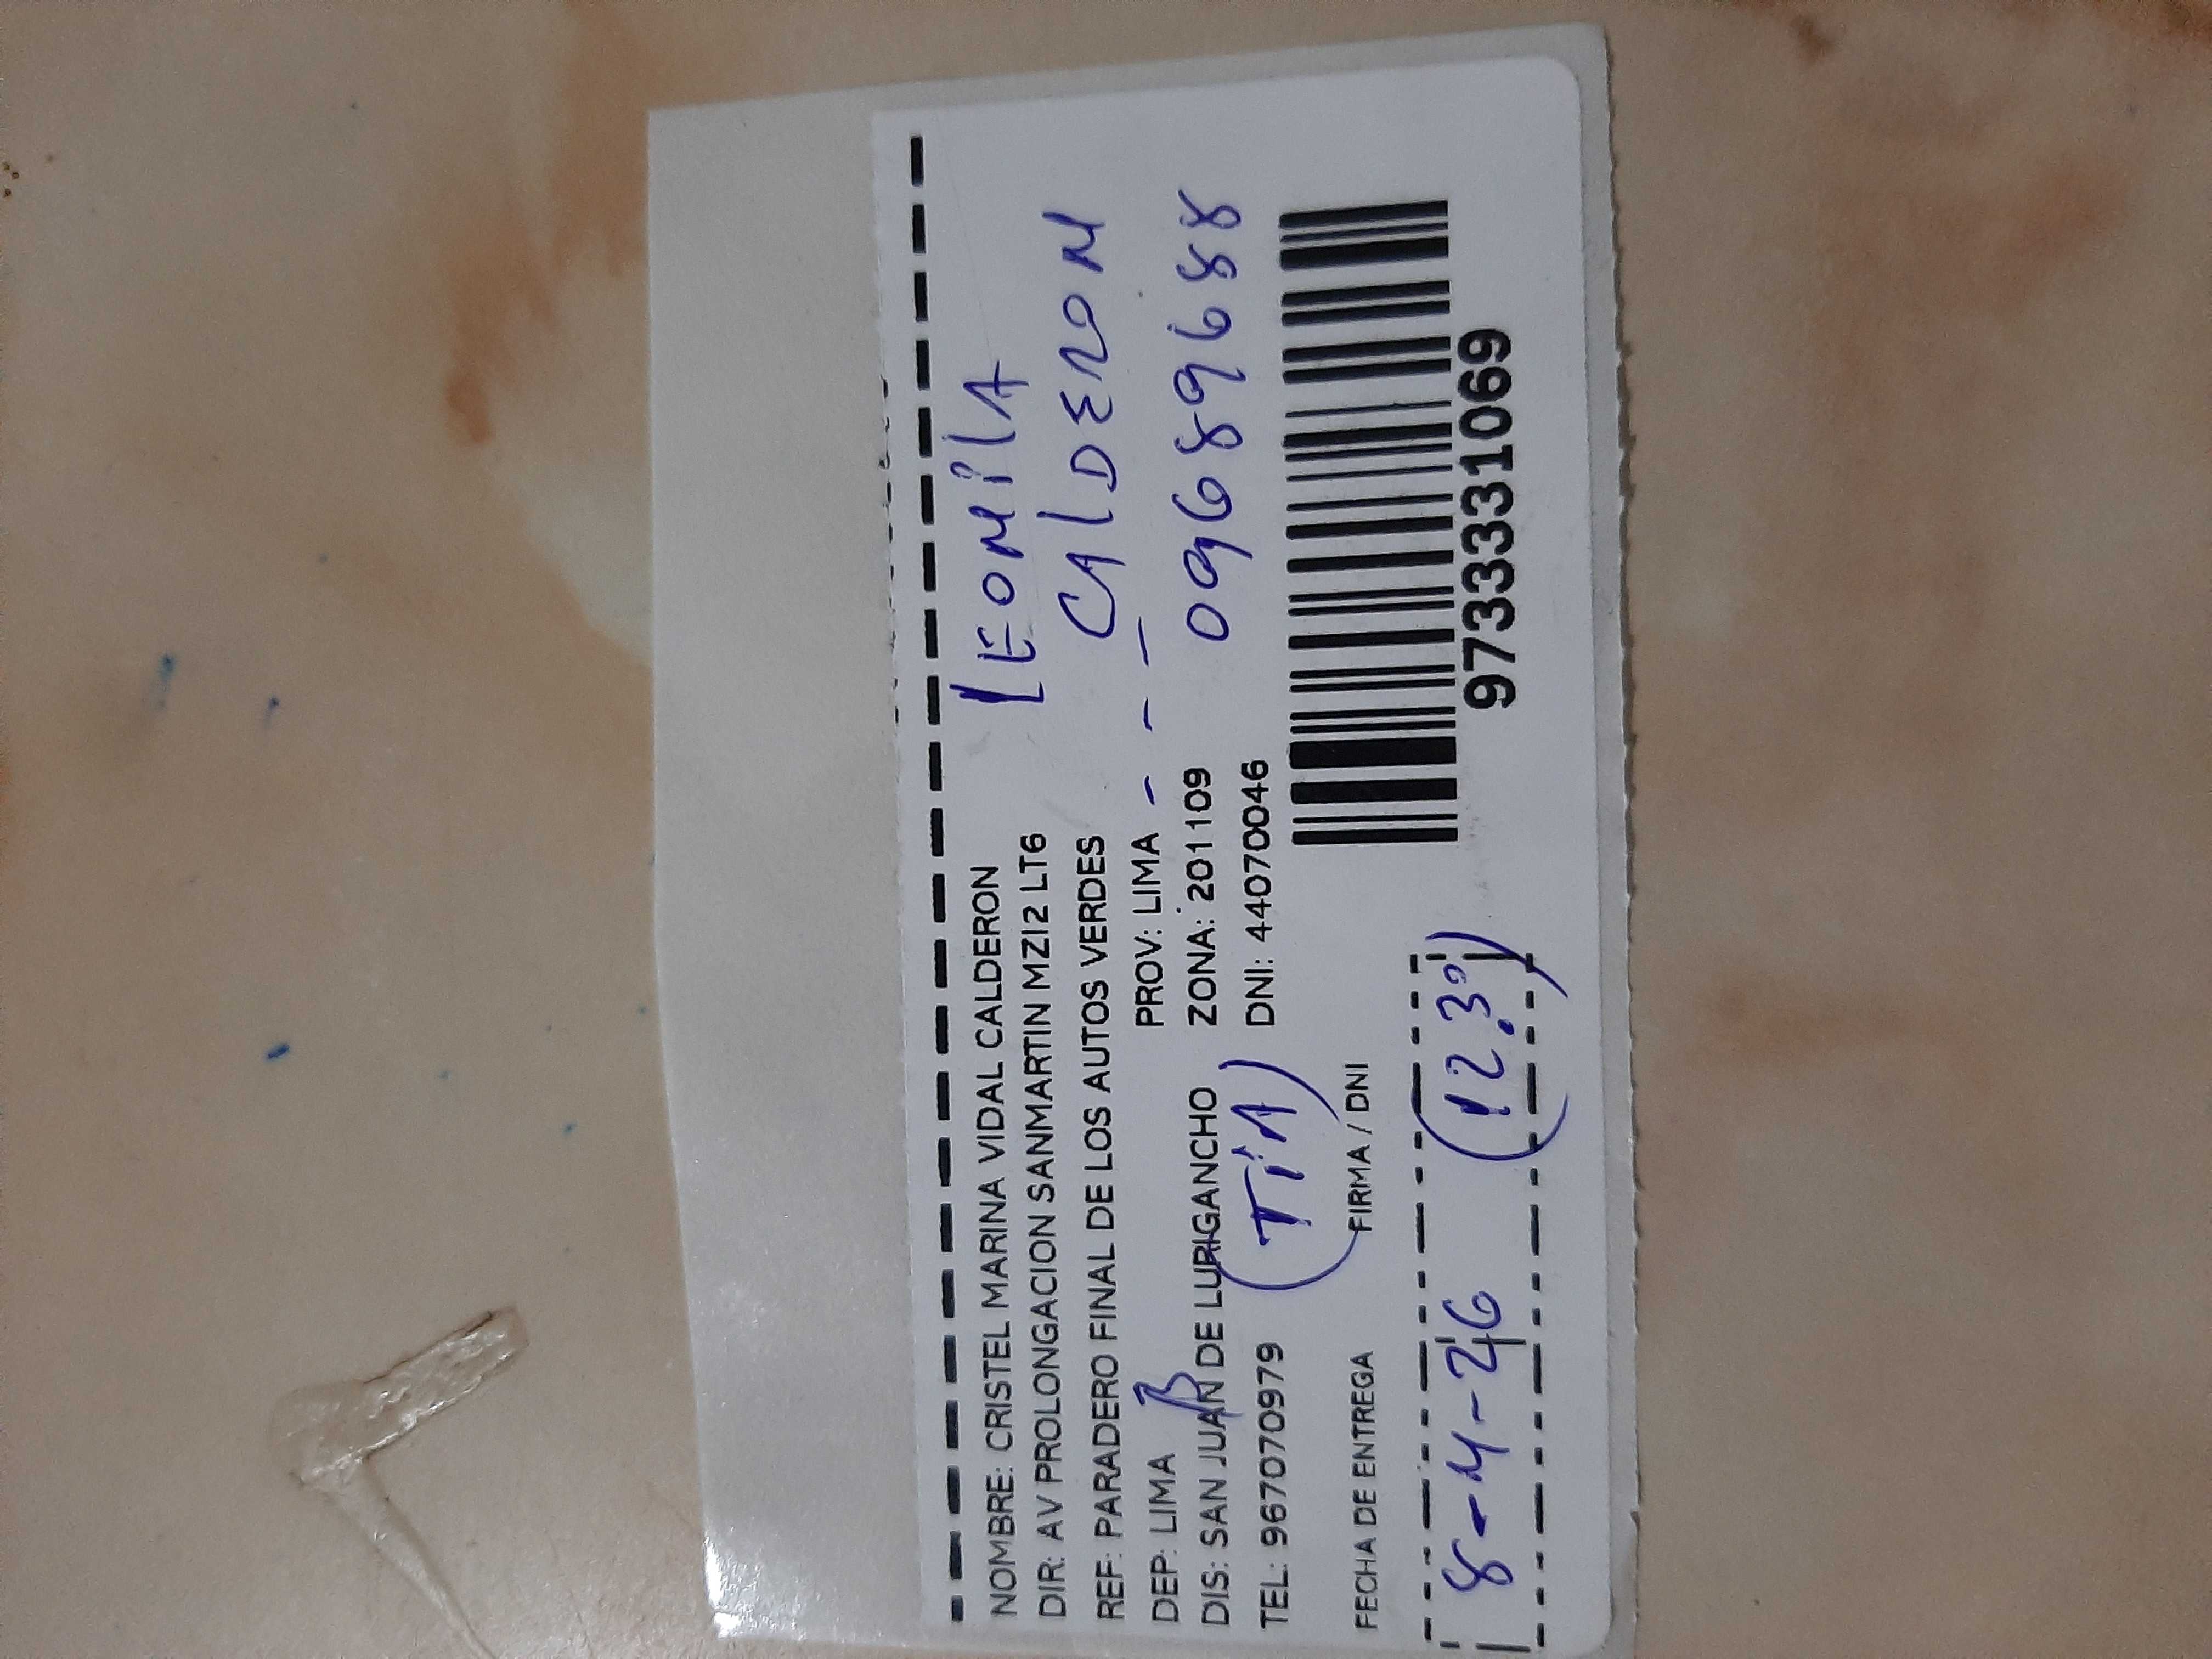 NOMBRE: CRISTEL MARINA VIDAL CALDERON
DIR: AV PROLONGACION SANMARTIN MZI2 LT6
REF: PARADERO FINAL DE LOS AUTOS VERDES
DEP: LIMA PROV: LIMA
DIS: SAN JUAN DE LURIGANCHO ZONA: 201109
TEL: 967070979 DNI: 44070046
LEONILA
CALDERON
09689688
(TIA)
FECHA DE ENTREGA FIRMA / DNI
8-4-26 (12.30)
97333331069